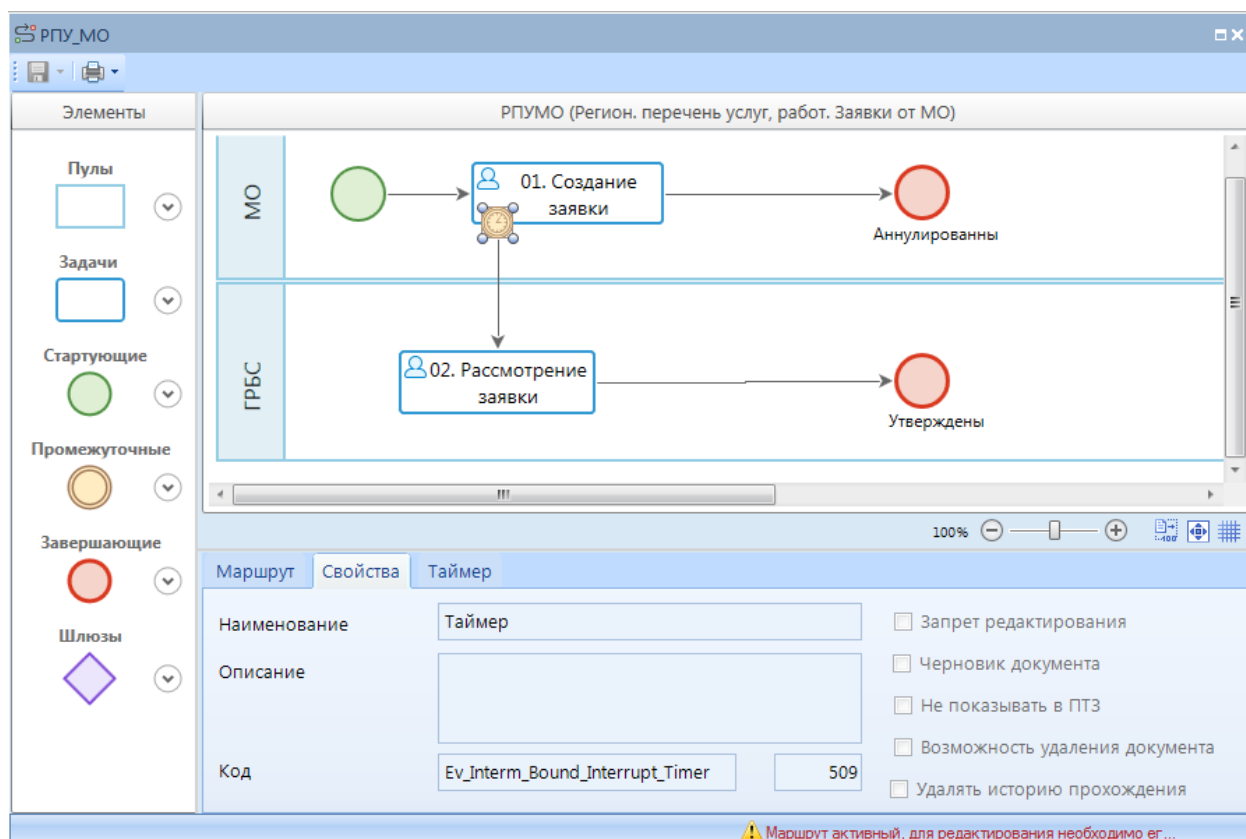 РПУ_МО
Элементы
РПУМО (Регион. перечень услуг, работ. Заявки от МО)
Пулы
Задачи
Стартующие
Промежуточные
Завершающие
Шлюзы
МО
01. Создание
заявки
Аннулированны
ГРБС
02. Рассмотрение
заявки
Утверждены
100%
100
Маршрут
Свойства
Таймер
Наименование
Таймер
Запрет редактирования
Описание
Черновик документа
Не показывать в ПТЗ
Возможность удаления документа
Код
Ev_Interm_Bound_Interrupt_Timer
509
Удалять историю прохождения
Маршрут активный, для редактирования необходимо ег...